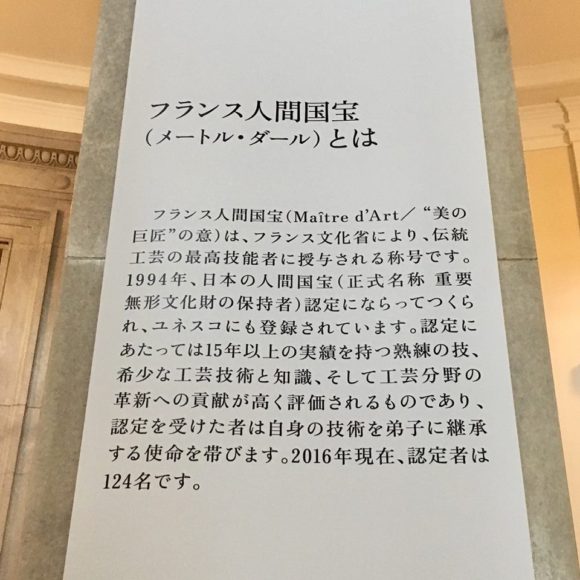 フランス人間国宝
（メートル・ダール）とは
フランス人間国宝（Maître d'Art／ “美の
巨匠”の意）は、フランス文化省により、伝統
工芸の最高技能者に授与される称号です。
1994年、日本の人間国宝（正式名称 重要
無形文化財の保持者）認定にならってつくら
れ、ユネスコにも登録されています。認定に
あたっては15年以上の実績を持つ熟練の技、
希少な工芸技術と知識、そして工芸分野の
革新への貢献が高く評価されるものであり、
認定を受けた者は自身の技術を弟子に継承
する使命を帯びます。2016年現在、認定者は
124名です。